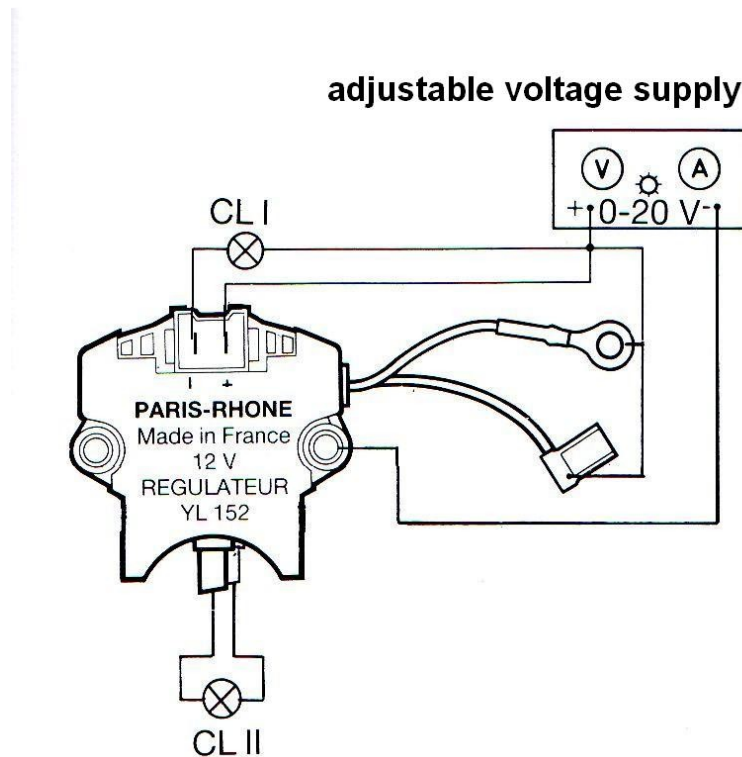 adjustable voltage supply
V A
+ 0-20 V -
CL I
- +
PARIS-RHONE
Made in France
12 V
REGULATEUR
YL 152
CL II